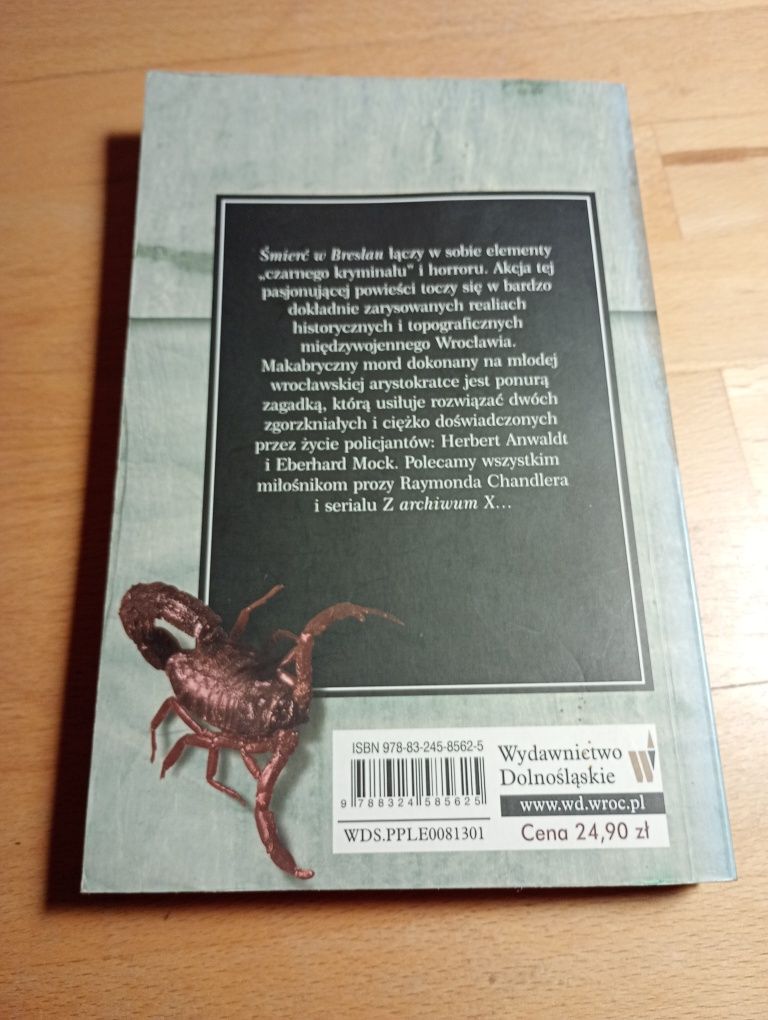 Śmierć w Breslau łączy w sobie elementy
„czarnego kryminału” i horroru. Akcja tej
pasjonującej powieści toczy się w bardzo
dokładnie zarysowanych realiach
historycznych i topograficznych
międzywojennego Wrocławia.
Makabryczny mord dokonany na młodej
wrocławskiej arystokratce jest ponurą
zagadką, którą usiłuje rozwiązać dwóch
zgorzkniałych i ciężko doświadczonych
przez życie policjantów: Herbert Anwaldt
i Eberhard Mock. Polecamy wszystkim
miłośnikom prozy Raymonda Chandlera
i serialu Z archiwum X...
ISBN 978-83-245-8562-5
9 788324 585625
WDS.PPLE0081301
Wydawnictwo
Dolnośląskie
www.wd.wroc.pl
Cena 24,90 zł